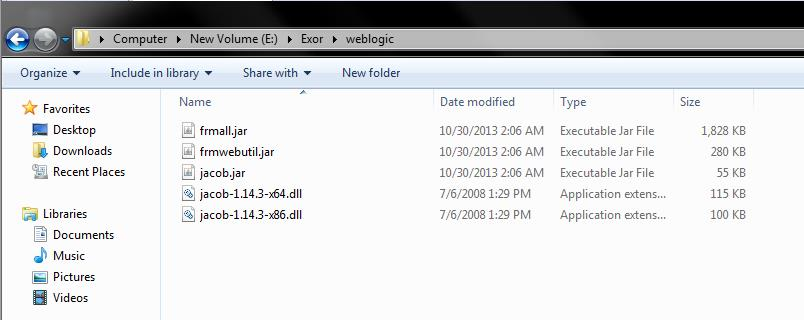 Computer New Volume (E:) Exor weblogic
Organize Include in library Share with New folder
Favorites
Desktop
Downloads
Recent Places
Libraries
Documents
Music
Pictures
Videos
Name Date modified Type Size
frmall.jar 10/30/2013 2:06 AM Executable Jar File 1,828 KB
frmwebutil.jar 10/30/2013 2:06 AM Executable Jar File 280 KB
jacob.jar 10/30/2013 2:06 AM Executable Jar File 55 KB
jacob-1.14.3-x64.dll 7/6/2008 1:29 PM Application extens... 115 KB
jacob-1.14.3-x86.dll 7/6/2008 1:29 PM Application extens... 100 KB